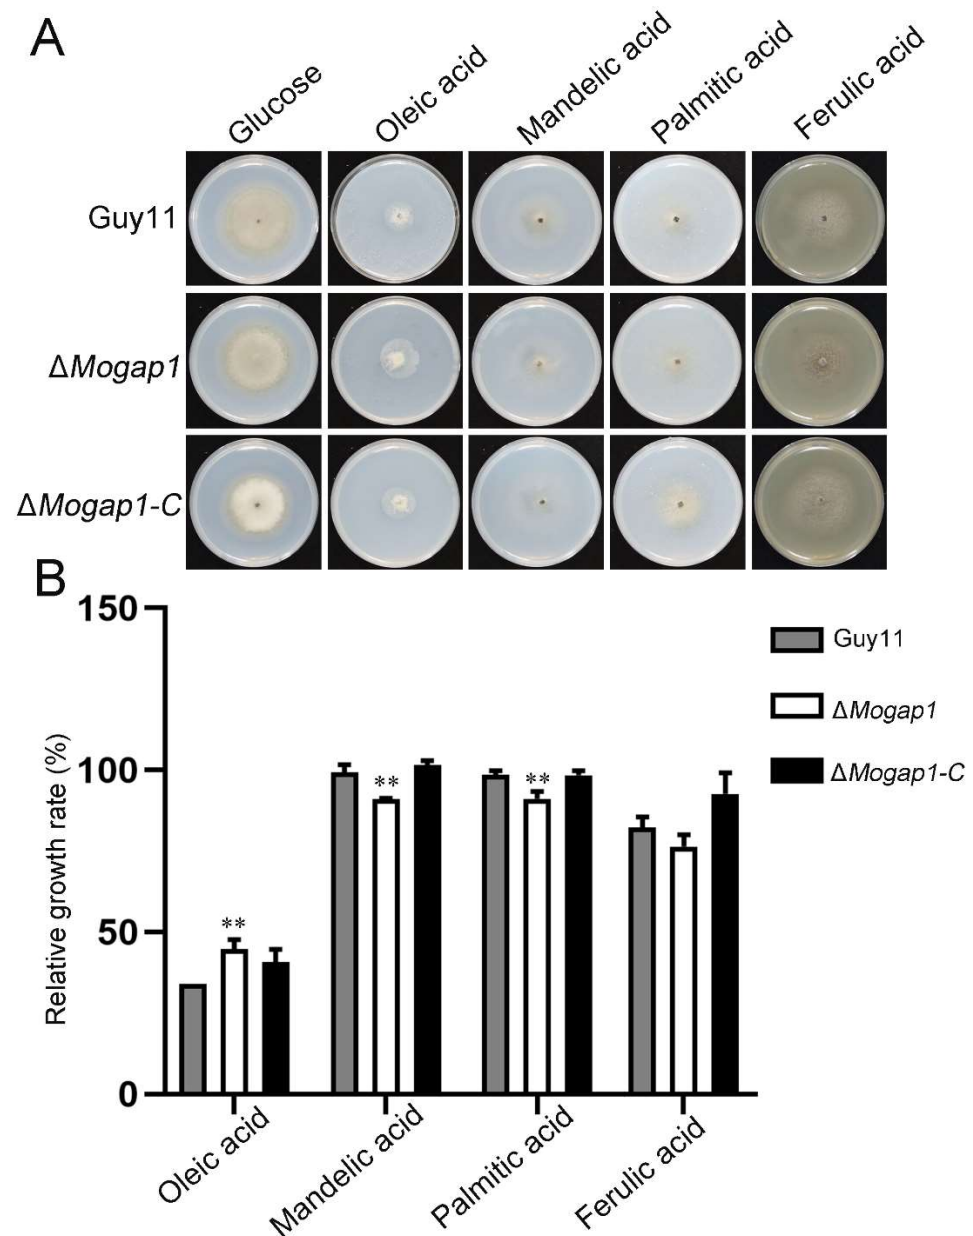 A
Glucose
Oleic acid
Mandelic acid
Palmitic acid
Ferulic acid
Guy11
ΔMogap1
ΔMogap1-C
B
Relative growth rate (%)
150
100
50
0
**
**
**
Oleic acid
Mandelic acid
Palmitic acid
Ferulic acid
Guy11
ΔMogap1
ΔMogap1-C